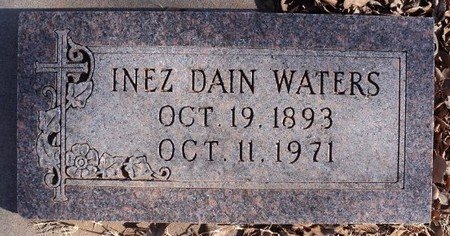 INEZ DAIN WATERS
OCT. 19. 1893
OCT. 11. 1971